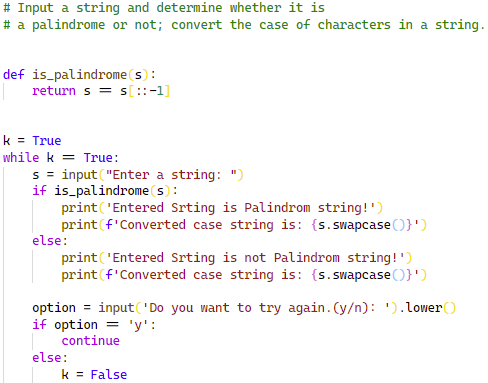 # Input a string and determine whether it is
# a palindrome or not; convert the case of characters in a string.
def is_palindrome(s):
    return s == s[::-1]
k = True
while k == True:
    s = input("Enter a string: ")
    if is_palindrome(s):
        print('Entered Srting is Palindrom string!')
        print(f'Converted case string is: {s.swapcase()}')
    else:
        print('Entered Srting is not Palindrom string!')
        print(f'Converted case string is: {s.swapcase()}')
    option = input('Do you want to try again.(y/n): ').lower()
    if option == 'y':
        continue
    else:
        k = False